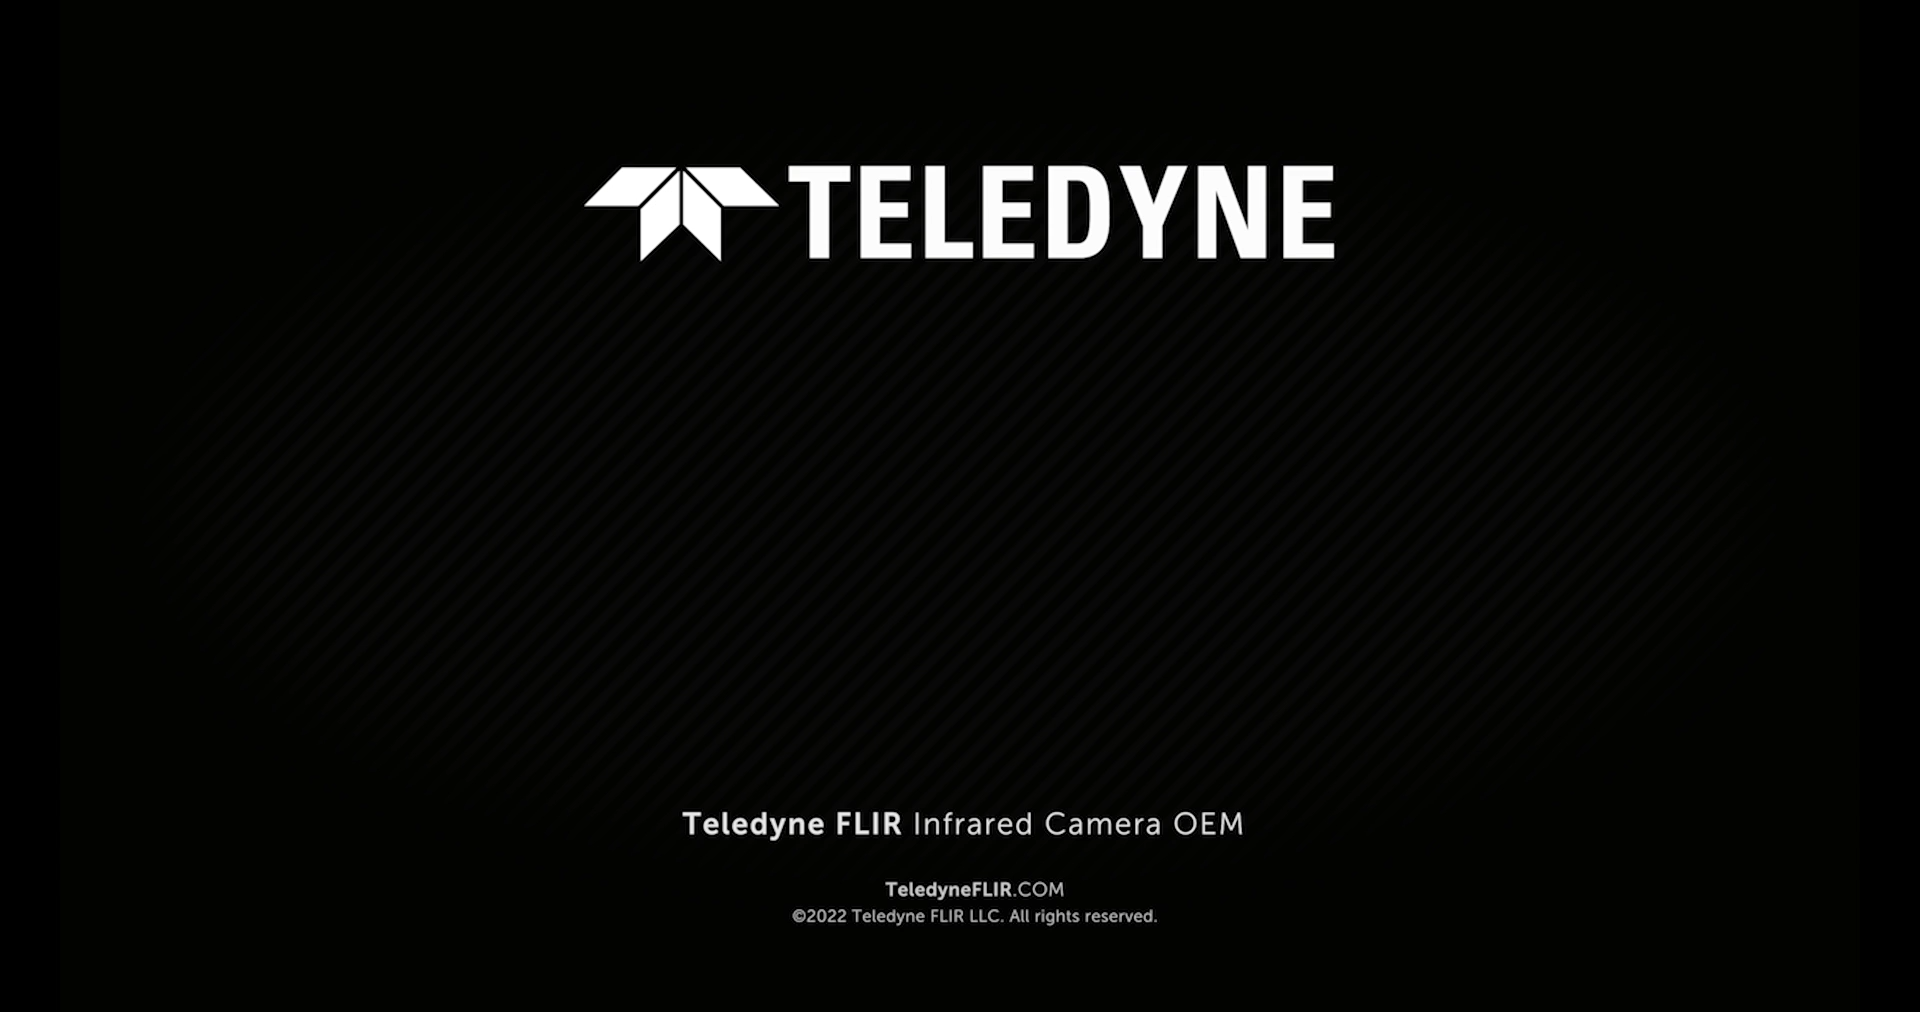 TELEDYNE
Teledyne FLIR Infrared Camera OEM
TeledyneFLIR.COM
©2022 Teledyne FLIR LLC. All rights reserved.